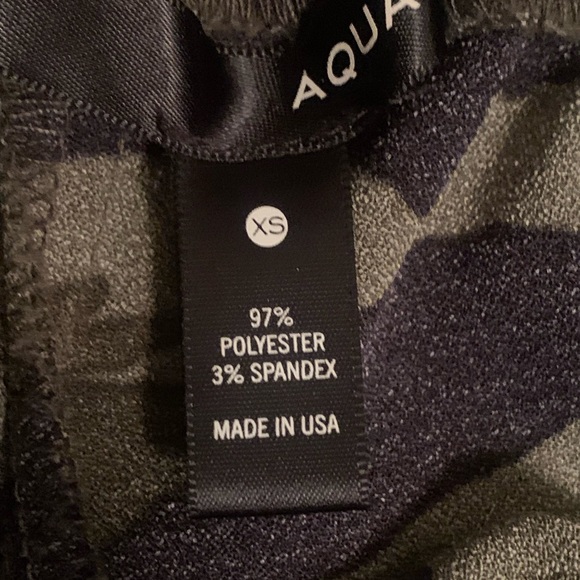 AQUA
XS
97%
POLYESTER
3% SPANDEX
MADE IN USA